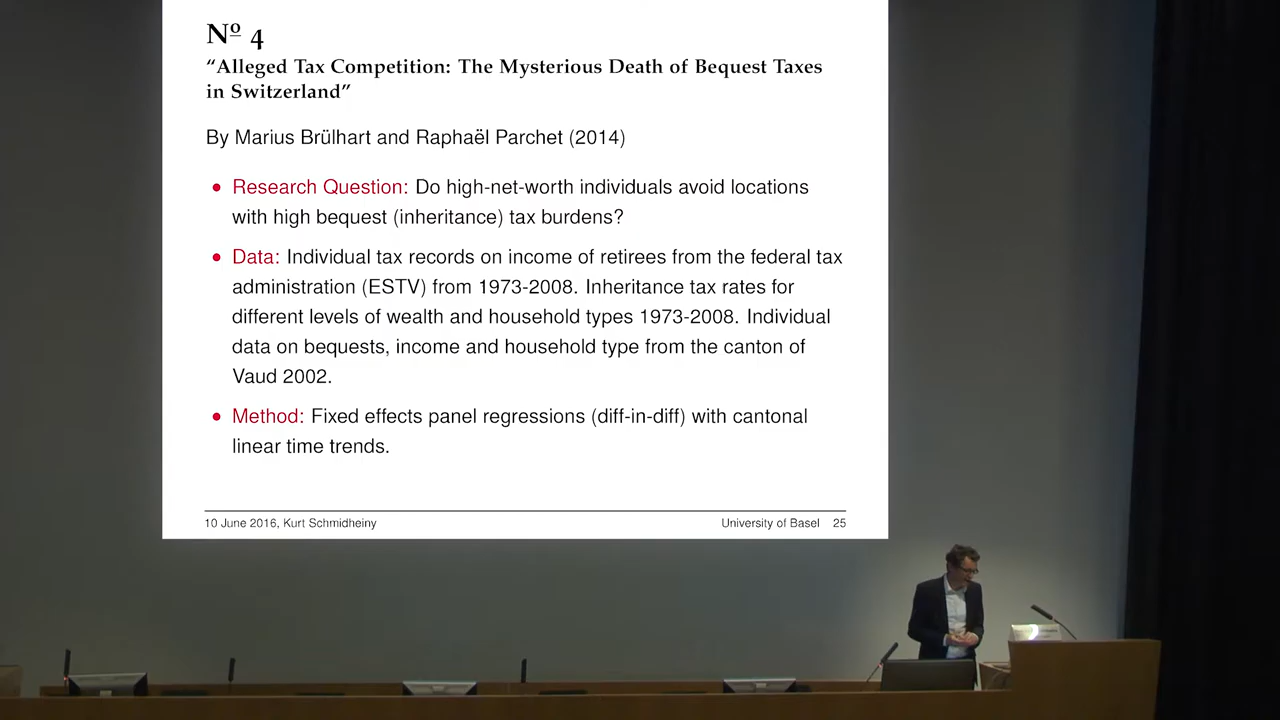 Nº 4
“Alleged Tax Competition: The Mysterious Death of Bequest Taxes
in Switzerland”
By Marius Brülhart and Raphaël Parchet (2014)
• Research Question: Do high-net-worth individuals avoid locations
with high bequest (inheritance) tax burdens?
• Data: Individual tax records on income of retirees from the federal tax
administration (ESTV) from 1973-2008. Inheritance tax rates for
different levels of wealth and household types 1973-2008. Individual
data on bequests, income and household type from the canton of
Vaud 2002.
• Method: Fixed effects panel regressions (diff-in-diff) with cantonal
linear time trends.
10 June 2016, Kurt Schmidheiny
University of Basel 25